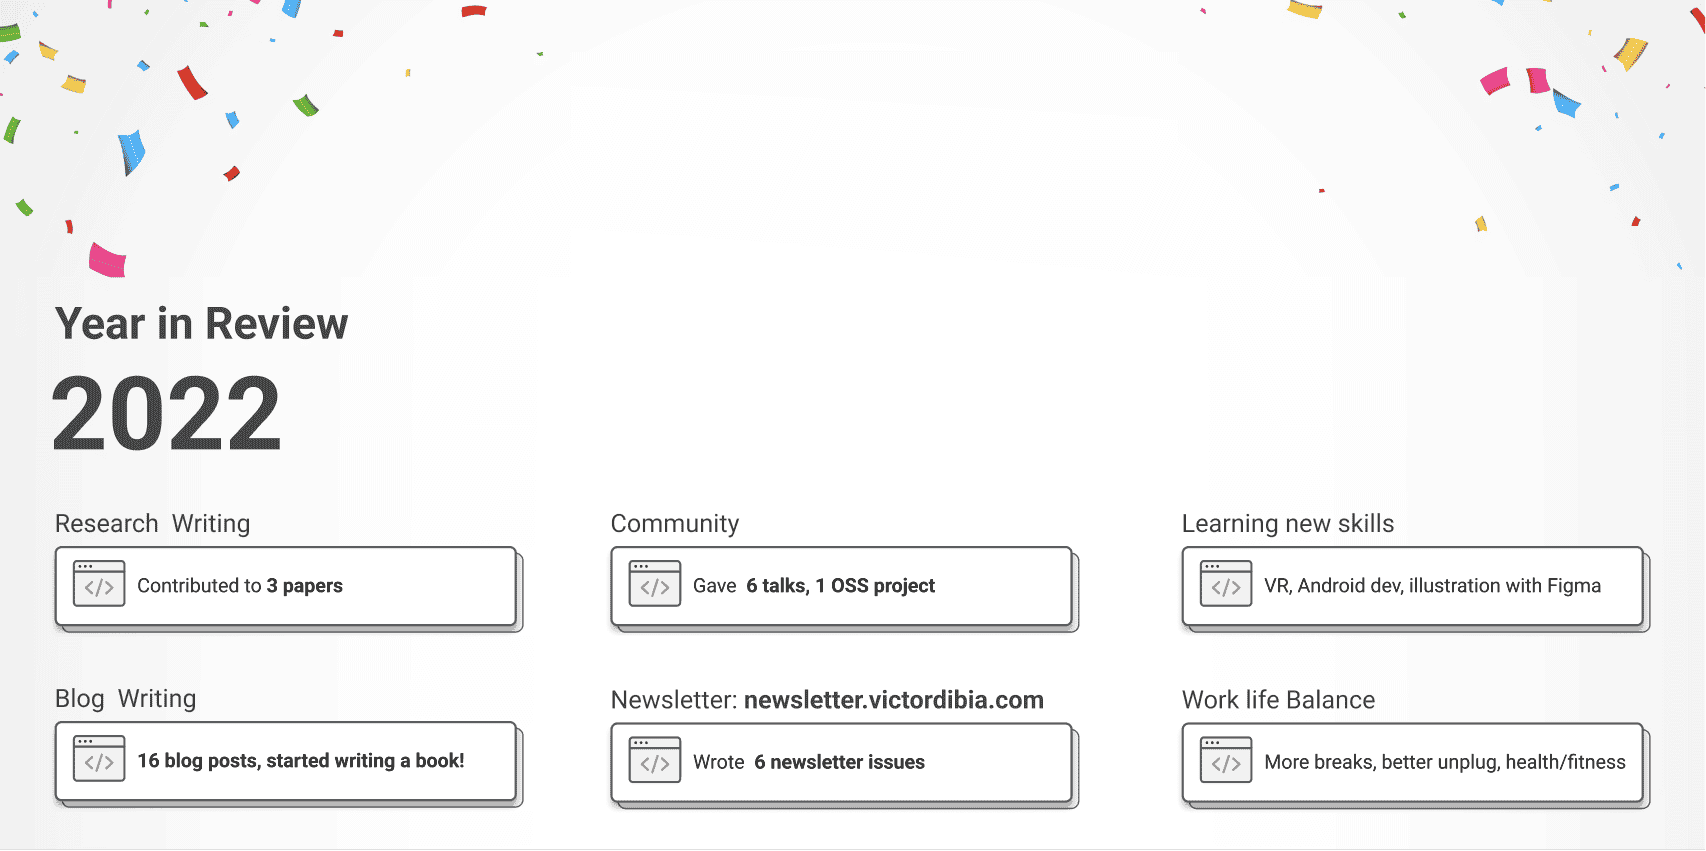 Year in Review
2022
Research Writing
</>
Contributed to 3 papers
Community
</>
Gave 6 talks, 1 OSS project
Learning new skills
</>
VR, Android dev, illustration with Figma
Blog Writing
</>
16 blog posts, started writing a book!
Newsletter: newsletter.victordibia.com
</>
Wrote 6 newsletter issues
Work life Balance
</>
More breaks, better unplug, health/fitness